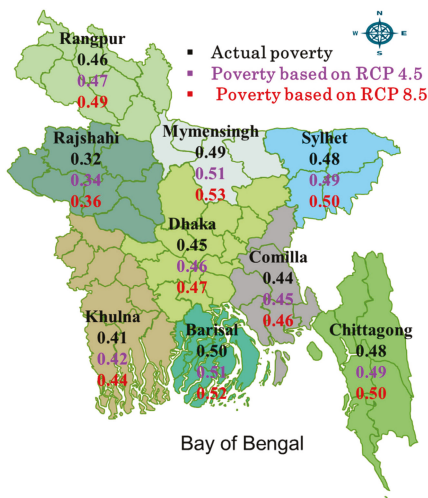 N
W
E
S
Actual poverty
Poverty based on RCP 4.5
Poverty based on RCP 8.5
Rangpur
0.46
0.47
0.49
Rajshahi
0.32
0.34
0.36
Mymensingh
0.49
0.51
0.53
Sylhet
0.48
0.49
0.50
Dhaka
0.45
0.46
0.47
Comilla
0.44
0.45
0.46
Khulna
0.41
0.42
0.44
Barisal
0.50
0.51
0.52
Chittagong
0.48
0.49
0.50
Bay of Bengal